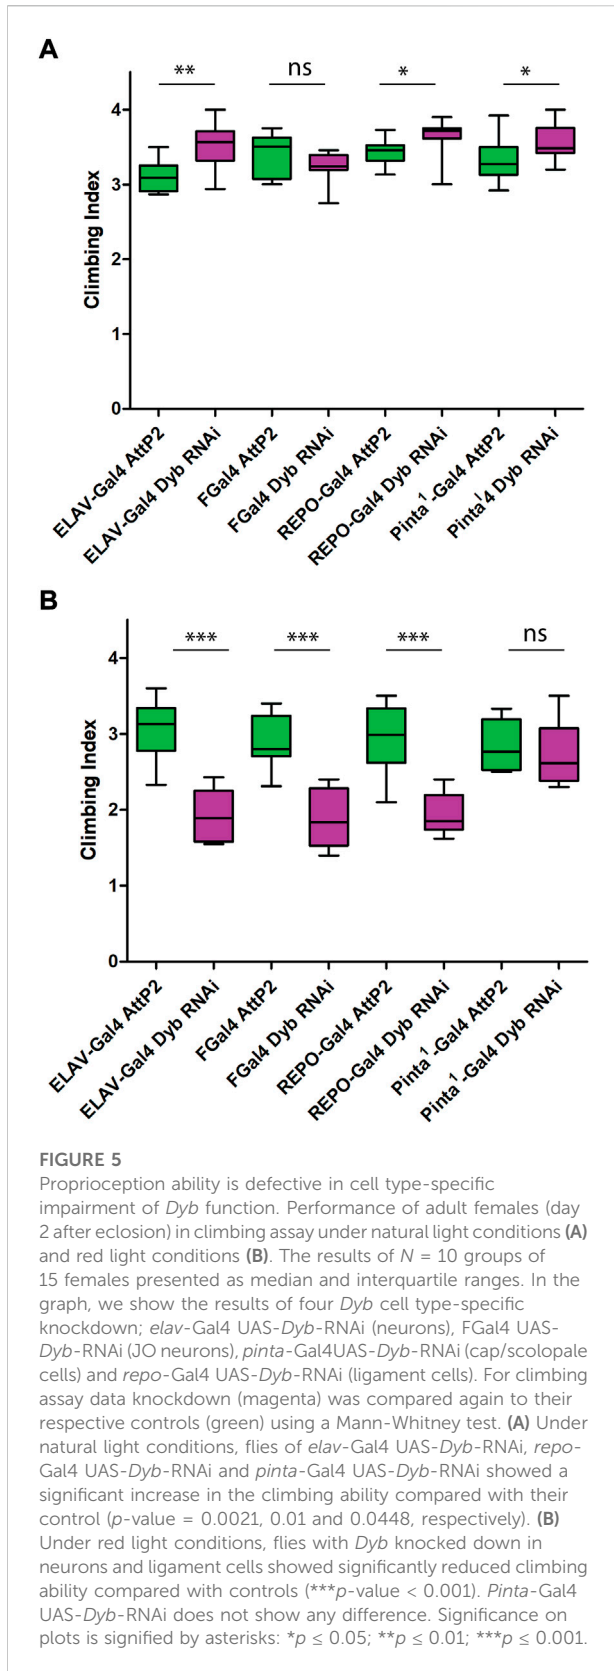 A
** ns * *
4
3
2
1
0
Climbing Index
ELAV-Gal4 AttP2
ELAV-Gal4 Dyb RNAi
FGal4 AttP2
FGal4 Dyb RNAi
REPO-Gal4 AttP2
REPO-Gal4 Dyb RNAi
Pinta¹-Gal4 AttP2
Pinta¹4 Dyb RNAi
B
*** *** *** ns
4
3
2
1
0
Climbing Index
ELAV-Gal4 AttP2
ELAV-Gal4 Dyb RNAi
FGal4 AttP2
FGal4 Dyb RNAi
REPO-Gal4 AttP2
REPO-Gal4 Dyb RNAi
Pinta¹-Gal4 AttP2
Pinta¹-Gal4 Dyb RNAi
FIGURE 5
Proprioception ability is defective in cell type-specific
impairment of Dyb function. Performance of adult females (day
2 after eclosion) in climbing assay under natural light conditions (A)
and red light conditions (B). The results of N = 10 groups of
15 females presented as median and interquartile ranges. In the
graph, we show the results of four Dyb cell type-specific
knockdown; elav-Gal4 UAS-Dyb-RNAi (neurons), FGal4 UAS-
Dyb-RNAi (JO neurons), pinta-Gal4UAS-Dyb-RNAi (cap/scolopale
cells) and repo-Gal4 UAS-Dyb-RNAi (ligament cells). For climbing
assay data knockdown (magenta) was compared again to their
respective controls (green) using a Mann-Whitney test. (A) Under
natural light conditions, flies of elav-Gal4 UAS-Dyb-RNAi, repo-
Gal4 UAS-Dyb-RNAi and pinta-Gal4 UAS-Dyb-RNAi showed a
significant increase in the climbing ability compared with their
control (p-value = 0.0021, 0.01 and 0.0448, respectively). (B)
Under red light conditions, flies with Dyb knocked down in
neurons and ligament cells showed significantly reduced climbing
ability compared with controls (***p-value < 0.001). Pinta-Gal4
UAS-Dyb-RNAi does not show any difference. Significance on
plots is signified by asterisks: *p ≤ 0.05; **p ≤ 0.01; ***p ≤ 0.001.